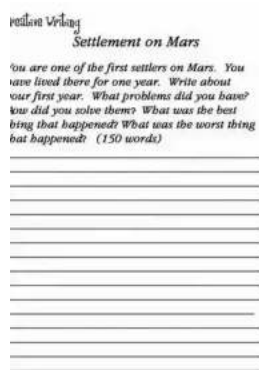 reative Writing
Settlement on Mars
ou are one of the first settlers on Mars. You
ave lived there for one year. Write about
our first year. What problems did you have?
ow did you solve them? What was the best
bing that happened? What was the worst thing
bat happened? (150 words)